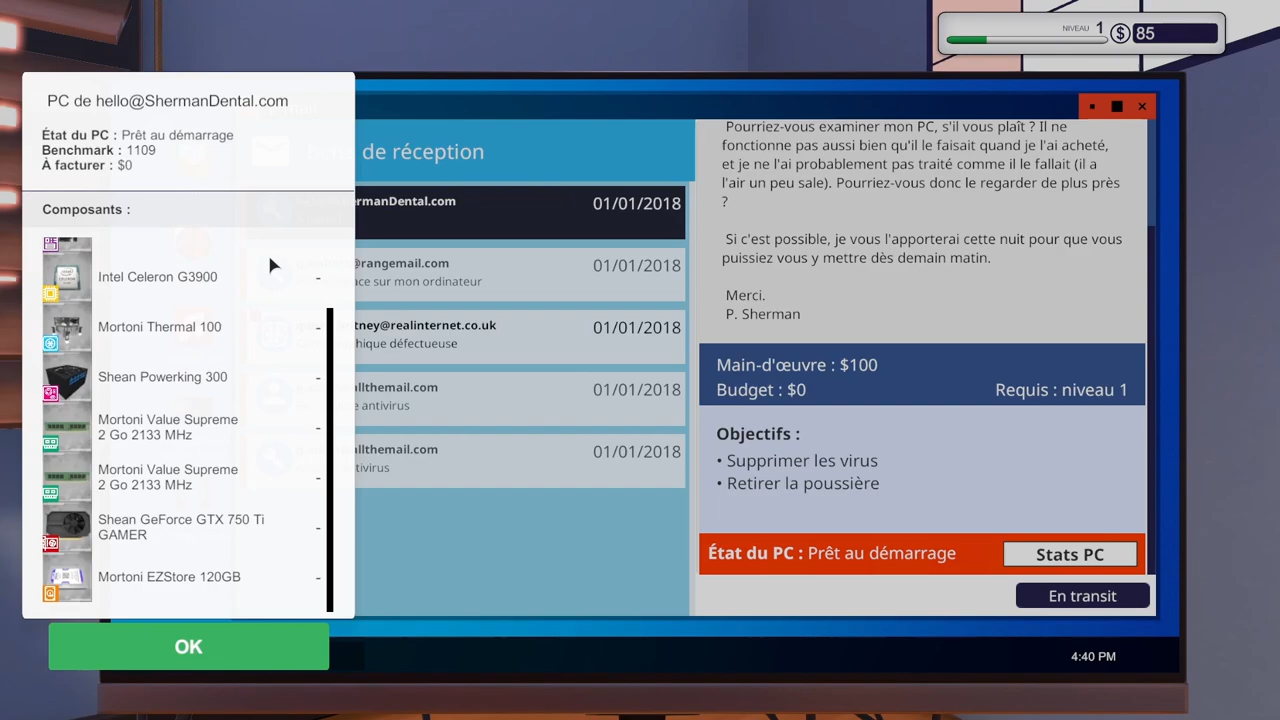 NIVEAU 1 $ 85
PC de hello@ShermanDental.com
État du PC : Prêt au démarrage
Benchmark : 1109
À facturer : $0
Composants :
Intel Celeron G3900 -
Mortoni Thermal 100 -
Shean Powerking 300 -
Mortoni Value Supreme
2 Go 2133 MHz -
Mortoni Value Supreme
2 Go 2133 MHz -
Shean GeForce GTX 750 Ti
GAMER -
Mortoni EZStore 120GB -
OK
de réception
01/01/2018
rangemail.com
01/01/2018
sur mon ordinateur
tney@realinternet.co.uk
01/01/2018
défectueuse
allthemail.com
01/01/2018
antivirus
allthemail.com
01/01/2018
Pourriez-vous examiner mon PC, s'il vous plaît ? Il ne
fonctionne pas aussi bien qu'il le faisait quand je l'ai acheté,
et je ne l'ai probablement pas traité comme il le fallait (il a
l'air un peu sale). Pourriez-vous donc le regarder de plus près
?
Si c'est possible, je vous l'apporterai cette nuit pour que vous
puissiez vous y mettre dès demain matin.
Merci.
P. Sherman
Main-d'œuvre : $100
Budget : $0 Requis : niveau 1
Objectifs :
• Supprimer les virus
• Retirer la poussière
État du PC : Prêt au démarrage Stats PC
En transit
4:40 PM